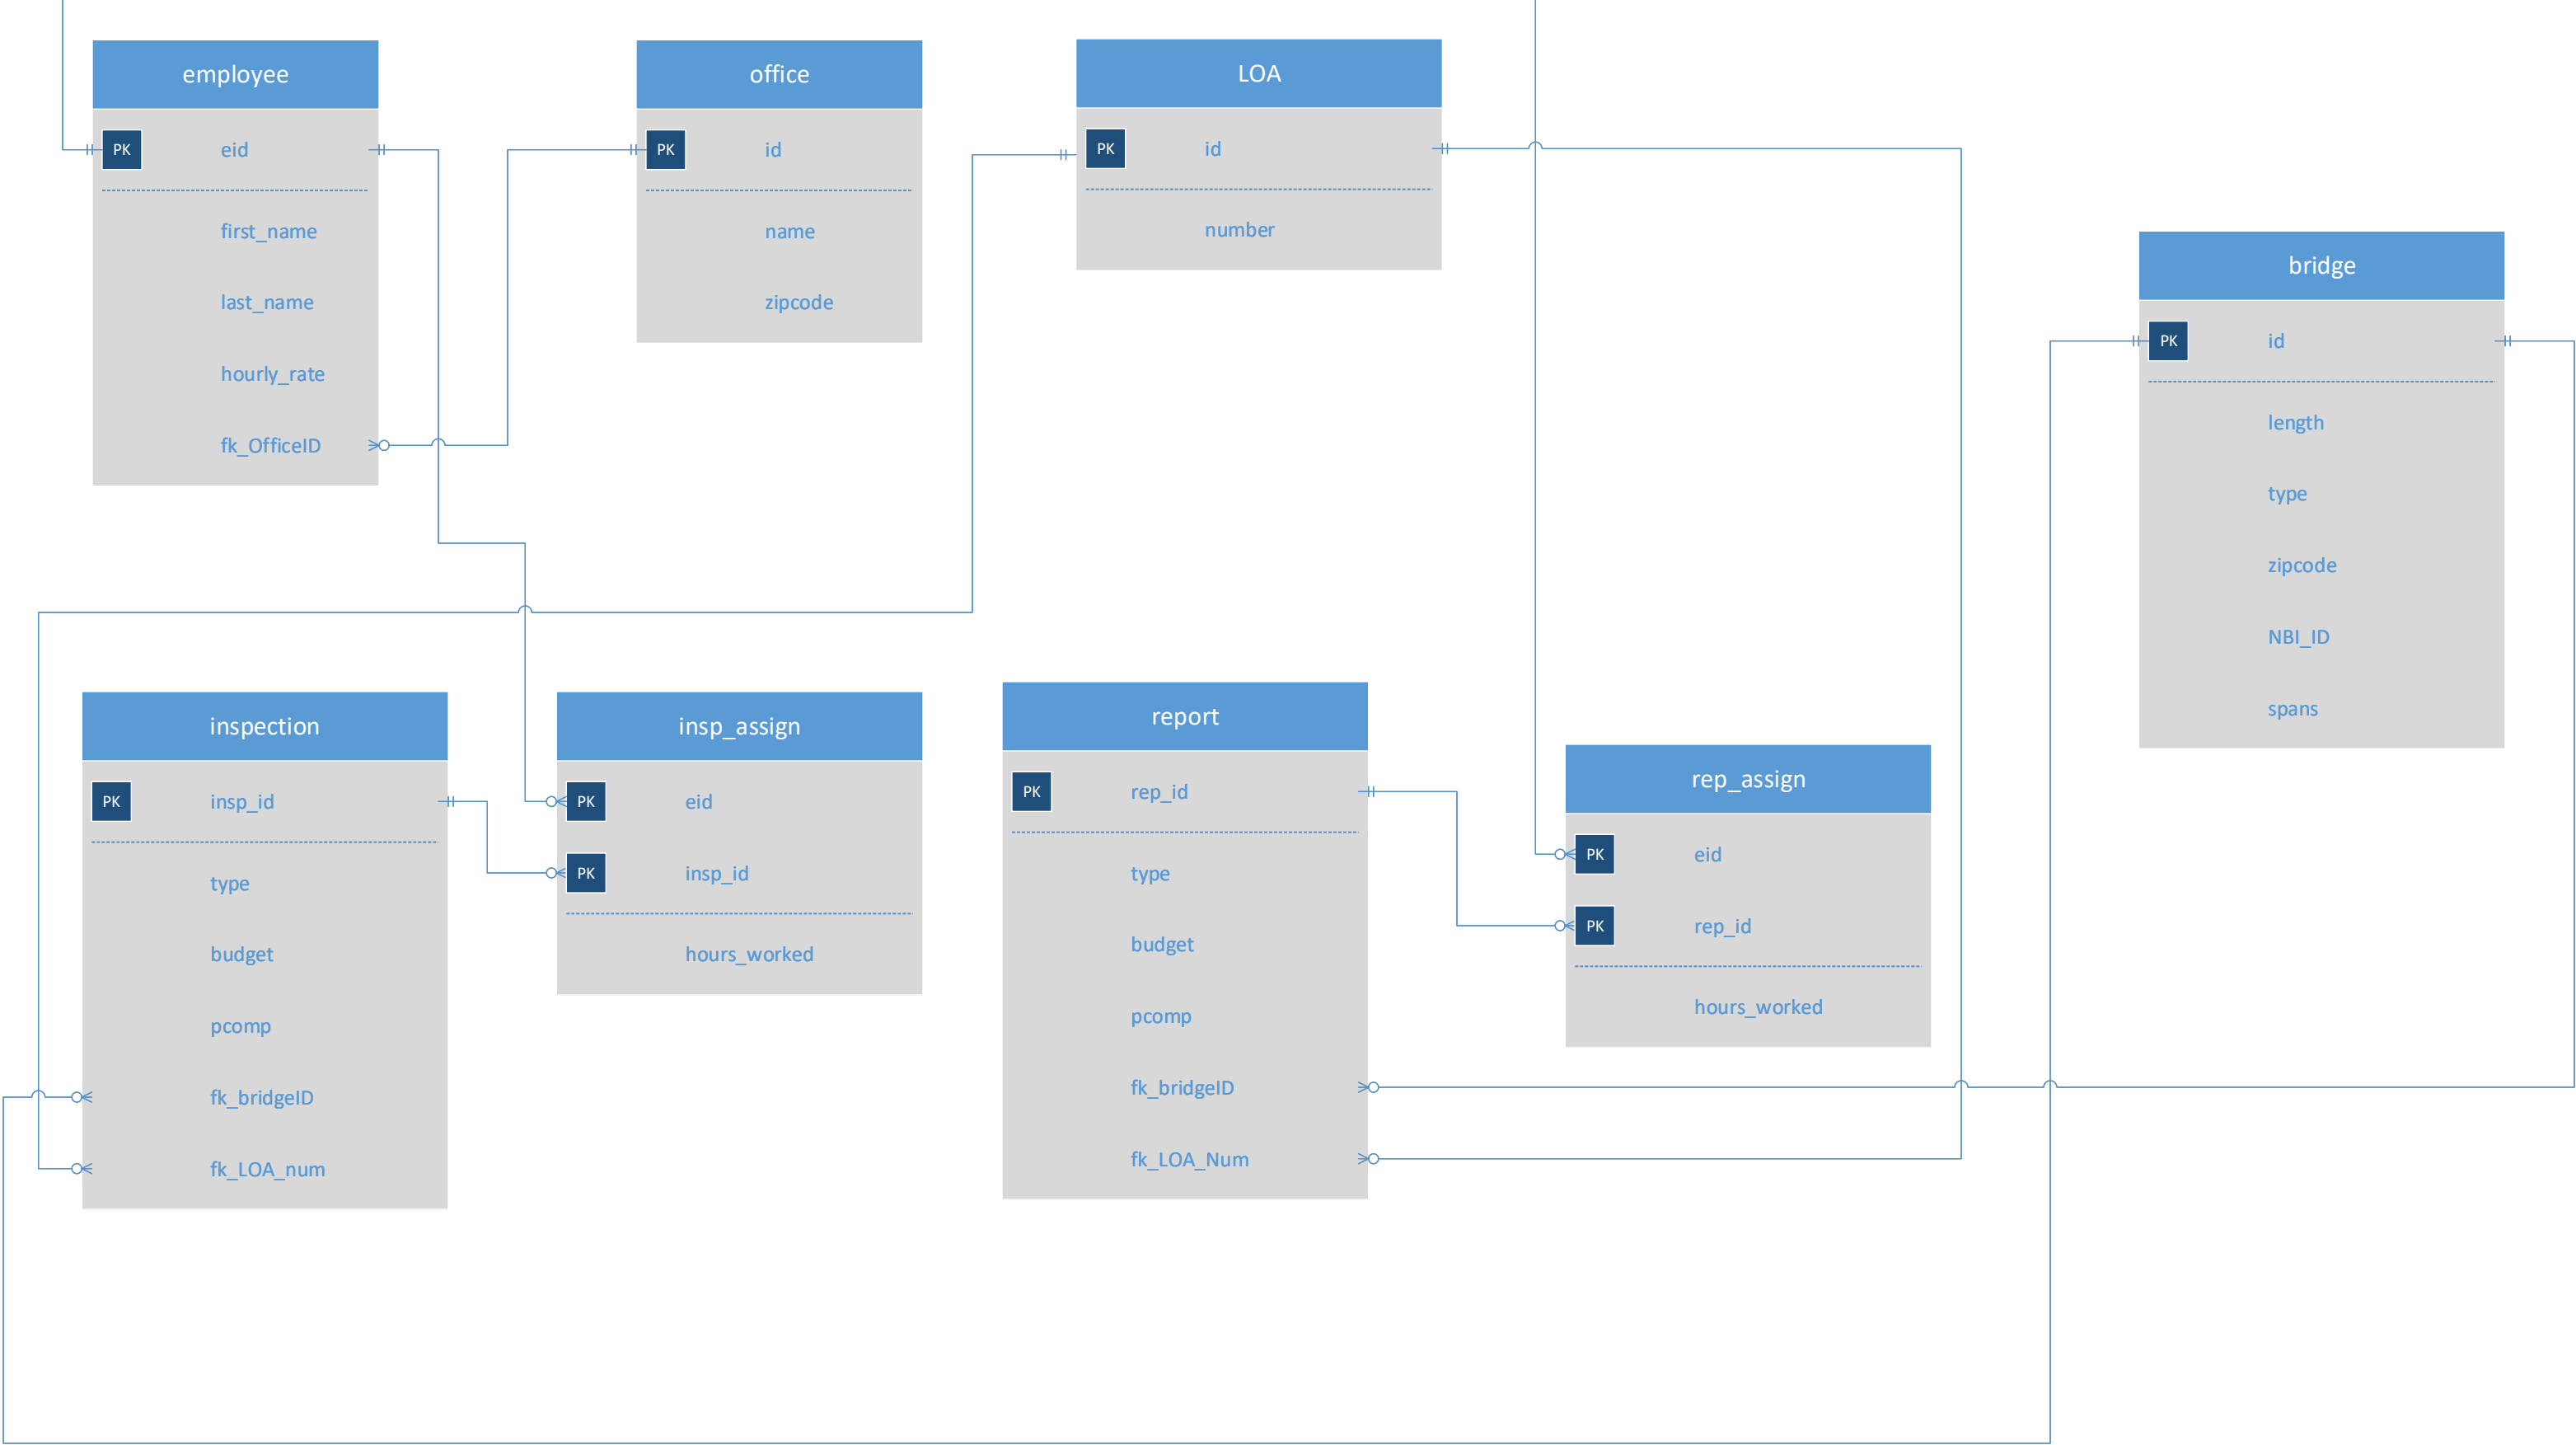 employee
PK eid
first_name
last_name
hourly_rate
fk_OfficeID
office
PK id
name
zipcode
LOA
PK id
number
bridge
PK id
length
type
zipcode
NBI_ID
spans
inspection
PK insp_id
type
budget
pcomp
fk_bridgeID
fk_LOA_num
insp_assign
PK eid
PK insp_id
hours_worked
report
PK rep_id
type
budget
pcomp
fk_bridgeID
fk_LOA_Num
rep_assign
PK eid
PK rep_id
hours_worked